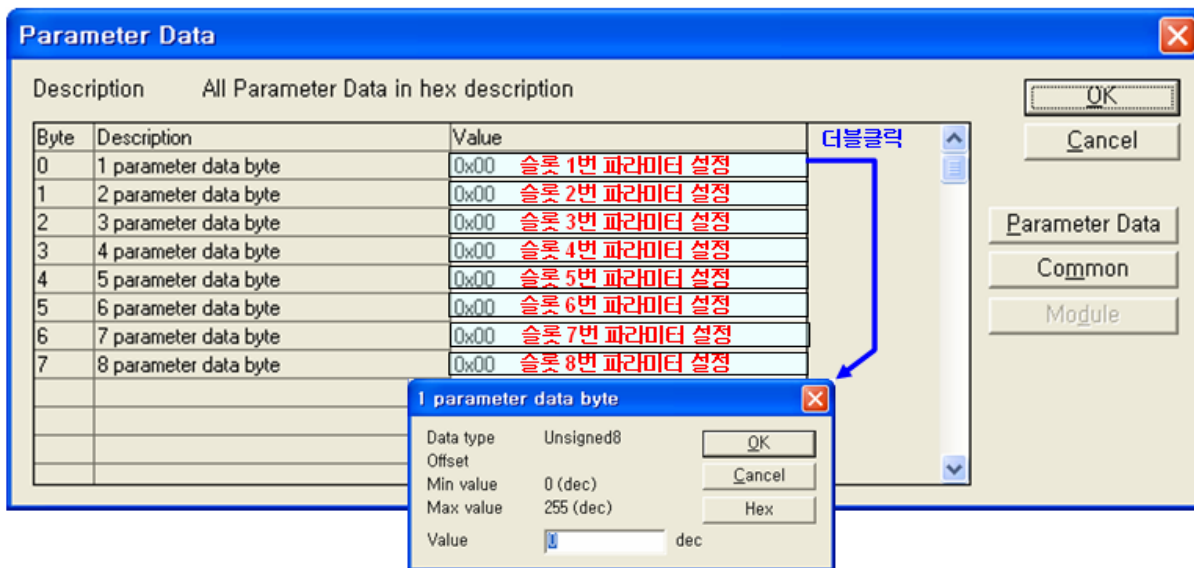 Parameter Data
Description All Parameter Data in hex description
OK
Cancel
Parameter Data
Common
Module
Byte Description Value 더블클릭
0 1 parameter data byte 0x00 슬롯 1번 파라미터 설정
1 2 parameter data byte 0x00 슬롯 2번 파라미터 설정
2 3 parameter data byte 0x00 슬롯 3번 파라미터 설정
3 4 parameter data byte 0x00 슬롯 4번 파라미터 설정
4 5 parameter data byte 0x00 슬롯 5번 파라미터 설정
5 6 parameter data byte 0x00 슬롯 6번 파라미터 설정
6 7 parameter data byte 0x00 슬롯 7번 파라미터 설정
7 8 parameter data byte 0x00 슬롯 8번 파라미터 설정
1 parameter data byte
Data type Unsigned8
Offset
Min value 0 (dec)
Max value 255 (dec)
Value 0 dec
OK
Cancel
Hex